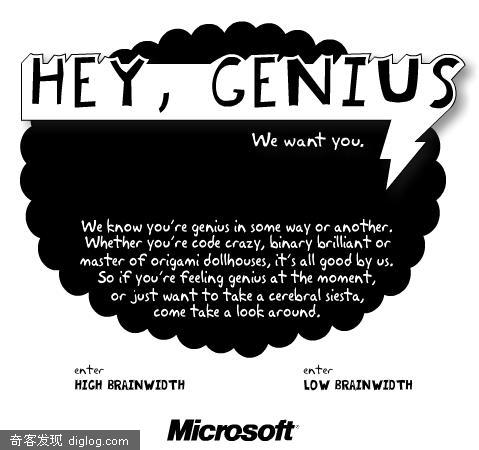 HEY, GENIUS
We want you.
We know you're genius in some way or another.
Whether you're code crazy, binary brilliant or
master of origami dollhouses, it's all good by us.
So if you're feeling genius at the moment,
or just want to take a cerebral siesta,
come take a look around.
enter
HIGH BRAINWIDTH
enter
LOW BRAINWIDTH
Microsoft
奇客发现 diglog.com